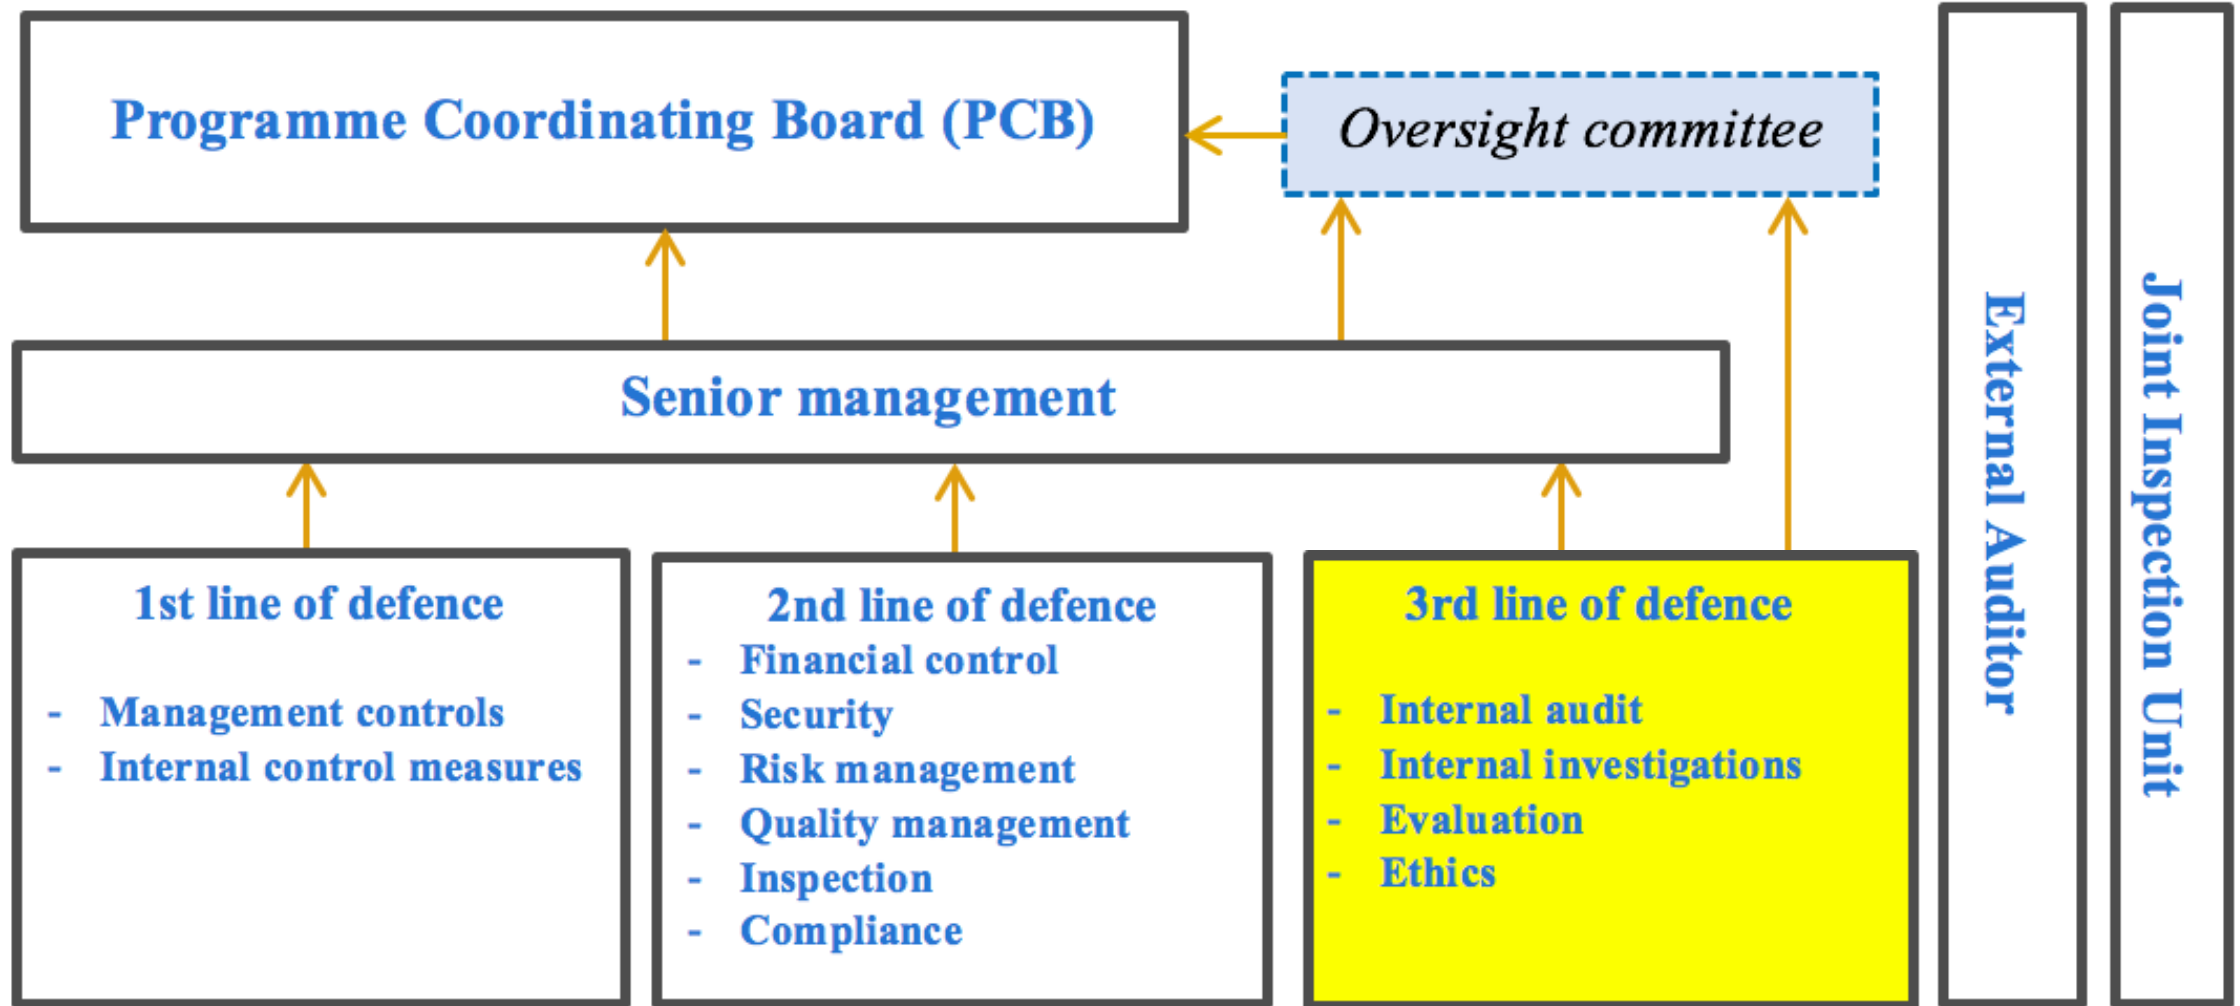 Programme Coordinating Board (PCB)
Oversight committee
Senior management
1st line of defence
- Management controls
- Internal control measures
2nd line of defence
- Financial control
- Security
- Risk management
- Quality management
- Inspection
- Compliance
3rd line of defence
- Internal audit
- Internal investigations
- Evaluation
- Ethics
External Auditor
Joint Inspection Unit